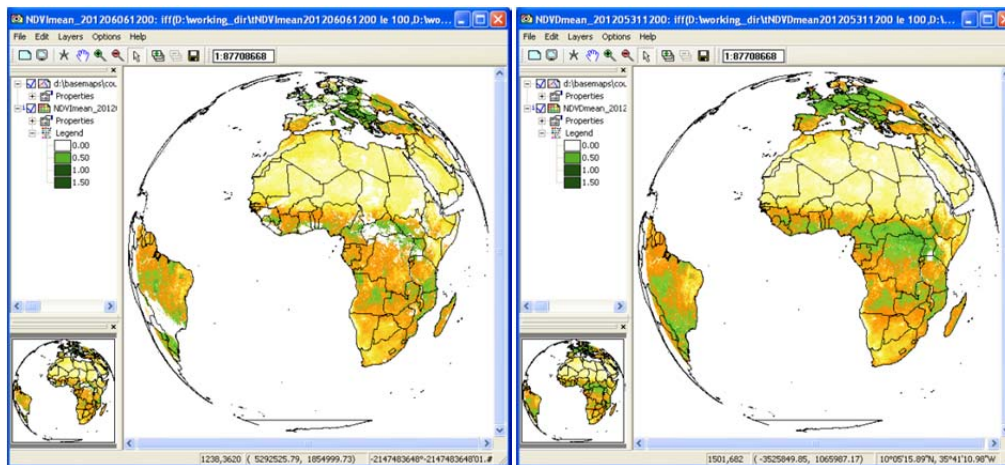 NDVImean_201206061200: iff(D:\working_dir\tNDVImean201206061200 le 100,D:\wo...
File Edit Layers Options Help
1:87708668
d:\basemaps\cou
Properties
NDVImean_2012
Properties
Legend
0.00
0.50
1.00
1.50
1238,3620 ( 5292525.79, 1854999.73) -2147483648°-2147483648'01.#
NDVDmean_201205311200: iff(D:\working_dir\tNDVDmean201205311200 le 100,D:\...
File Edit Layers Options Help
1:87708668
d:\basemaps\cou
Properties
NDVDmean_2012
Properties
Legend
0.00
0.50
1.00
1.50
1501,682 ( -3525849.85, 1065987.17) 10°05'15.89"N, 35°41'10.98"W